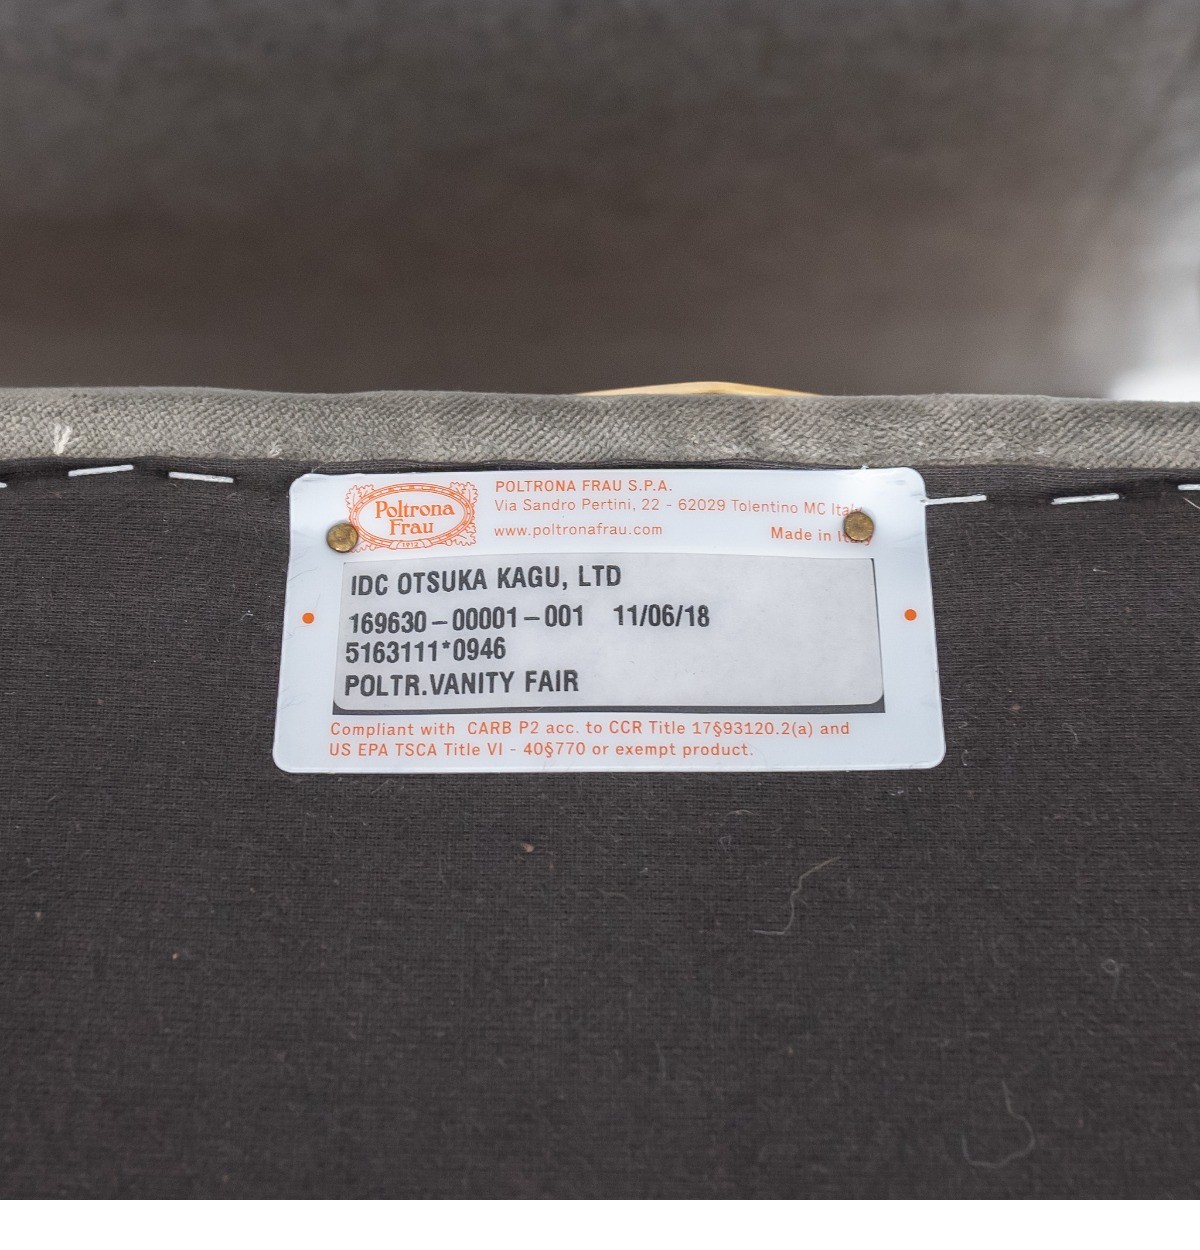 Poltrona
Frau
1912
POLTRONA FRAU S.P.A.
Via Sandro Pertini, 22 - 62029 Tolentino MC Italy
www.poltronafrau.com
Made in Italy
IDC OTSUKA KAGU, LTD
169630-00001-001 11/06/18
5163111*0946
POLTR.VANITY FAIR
Compliant with CARB P2 acc. to CCR Title 17§93120.2(a) and
US EPA TSCA Title VI - 40§770 or exempt product.